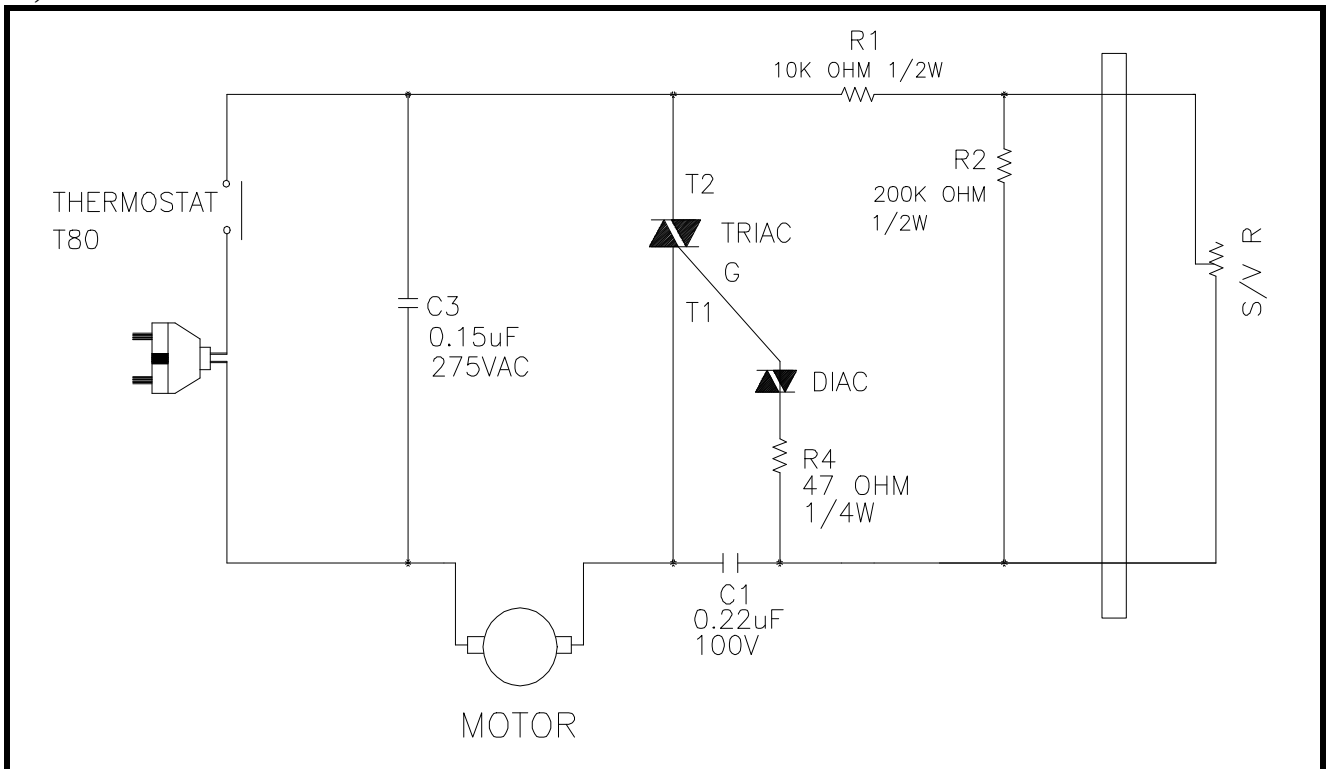 R1
10K OHM 1/2W
R2
200K OHM
1/2W
THERMOSTAT
T80
T2
TRIAC
G
T1
S/V R
C3
0.15uF
275VAC
DIAC
R4
47 OHM
1/4W
C1
0.22uF
100V
MOTOR